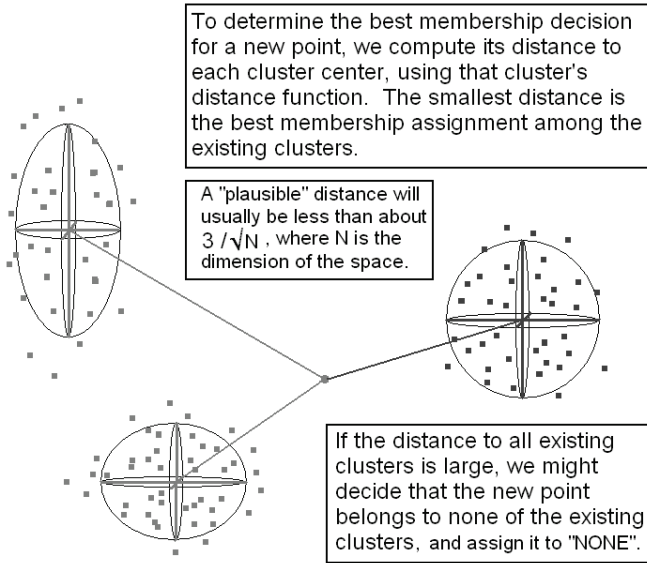 To determine the best membership decision
for a new point, we compute its distance to
each cluster center, using that cluster's
distance function.  The smallest distance is
the best membership assignment among the
existing clusters.
A "plausible" distance will
usually be less than about
3 /√N , where N is the
dimension of the space.
If the distance to all existing
clusters is large, we might
decide that the new point
belongs to none of the existing
clusters, and assign it to "NONE".